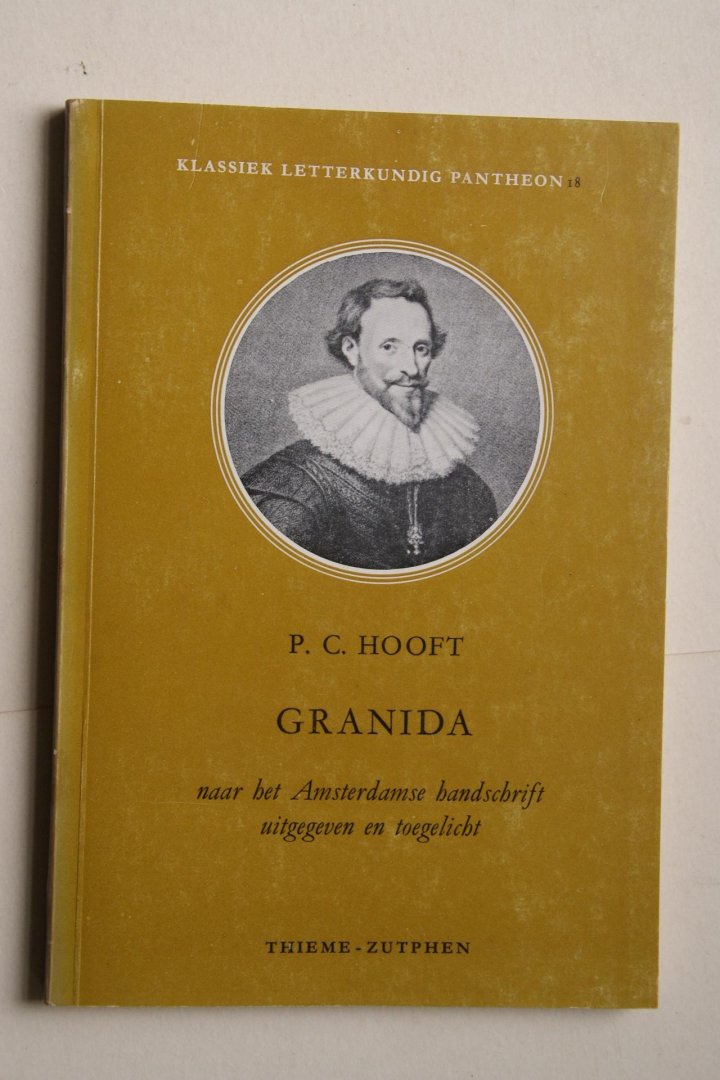 KLASSIEK LETTERKUNDIG PANTHEON 18
P. C. HOOFT
GRANIDA
naar het Amsterdamse handschrift
uitgegeven en toegelicht
THIEME - ZUTPHEN